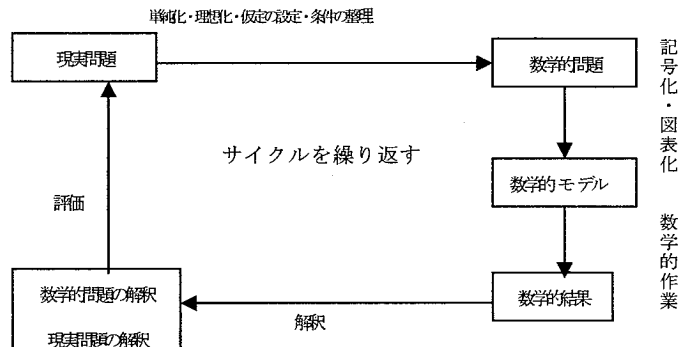 単純化・理想化・仮定の設定・条件の整理
現実問題
数学的問題
記号化・図表化
サイクルを繰り返す
数学的モデル
評価
数学的作業
数学的問題の解釈
現実問題の解釈
数学的結果
解釈